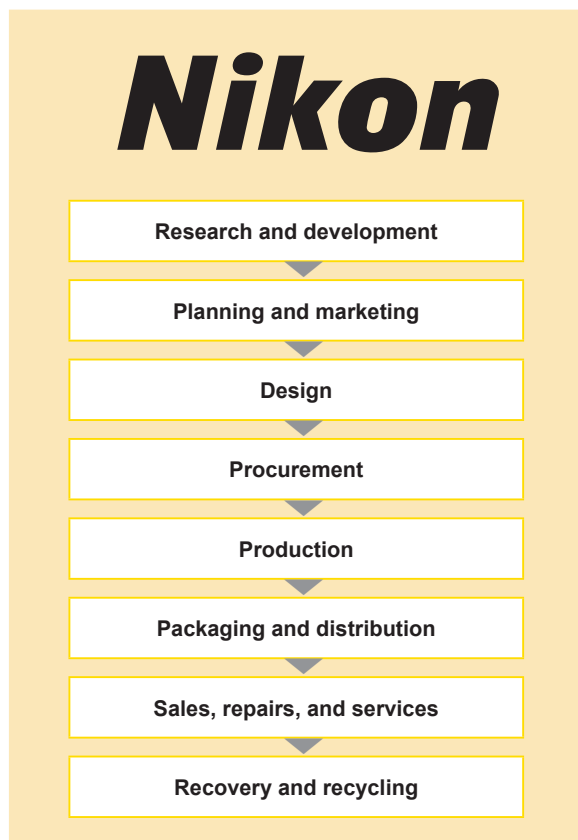 Nikon
Research and development
Planning and marketing
Design
Procurement
Production
Packaging and distribution
Sales, repairs, and services
Recovery and recycling